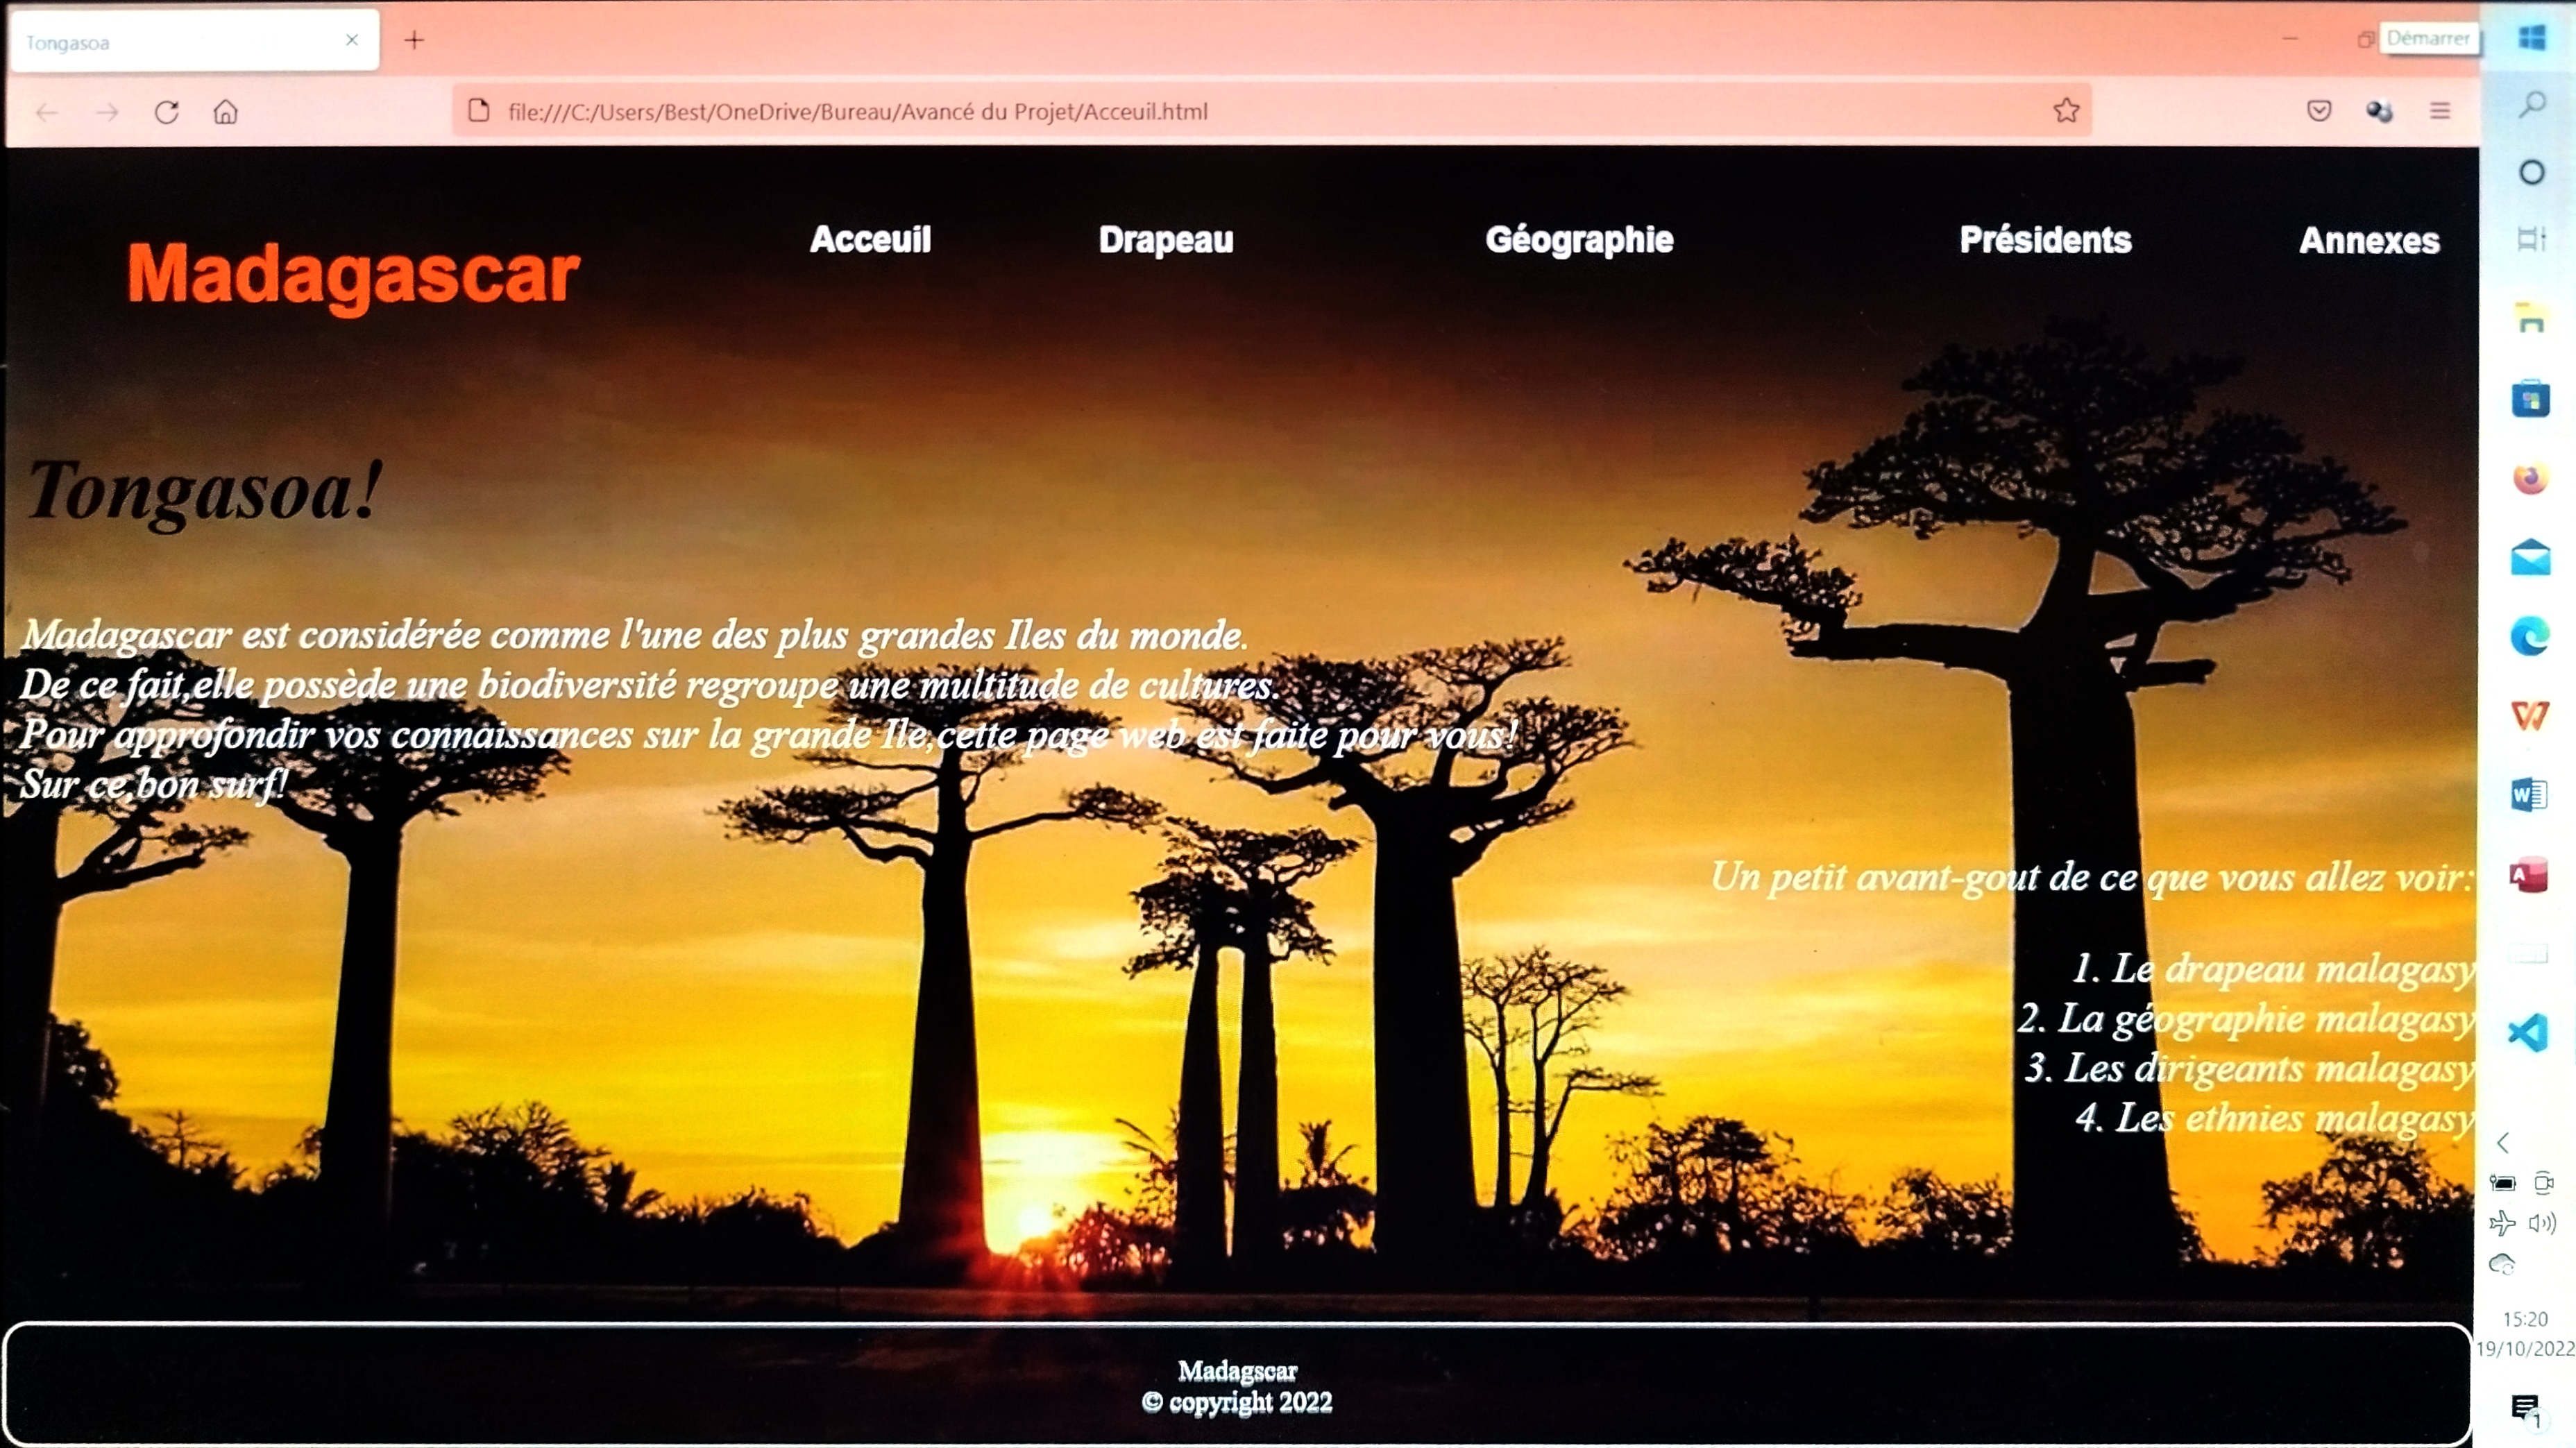 Tongasoa
Démarrer
file:///C:/Users/Best/OneDrive/Bureau/Avancé du Projet/Acceuil.html
Madagascar
Acceuil
Drapeau
Géographie
Présidents
Annexes
Tongasoa!
Madagascar est considérée comme l'une des plus grandes Iles du monde.
De ce fait,elle possède une biodiversité regroupe une multitude de cultures.
Pour approfondir vos connaissances sur la grande Ile,cette page web est faite pour vous!
Sur ce,bon surf!
Un petit avant-gout de ce que vous allez voir:
1. Le drapeau malagasy
2. La géographie malagasy
3. Les dirigeants malagasy
4. Les ethnies malagasy
Madagscar
© copyright 2022
15:20
19/10/2022
1